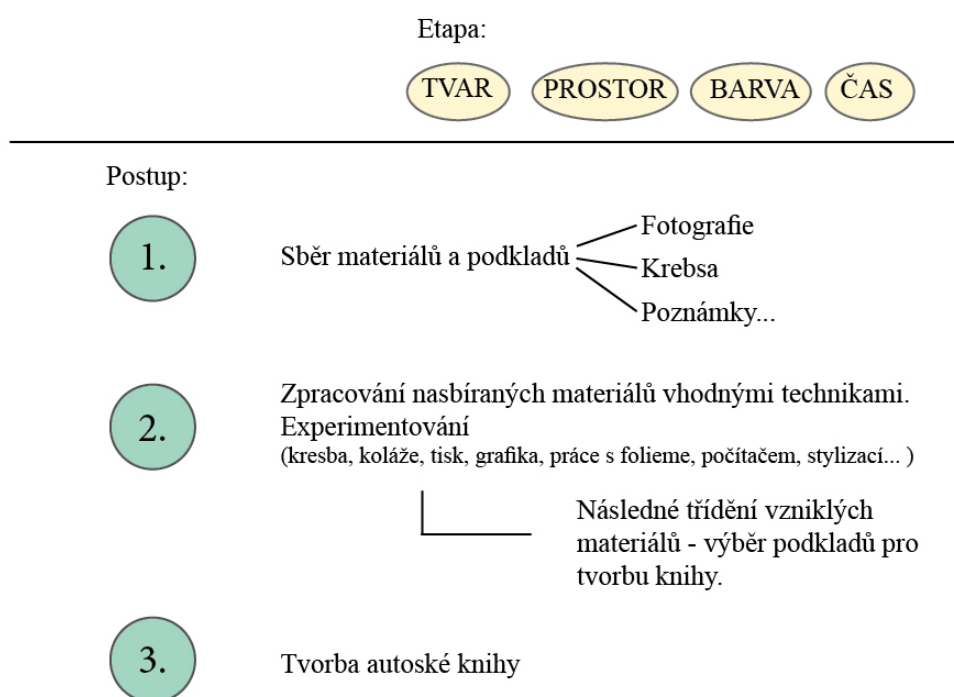 Etapa:
TVAR PROSTOR BARVA ČAS
Postup:
1.
Sběr materiálů a podkladů
Fotografie
Krebsa
Poznámky...
2.
Zpracování nasbíraných materiálů vhodnými technikami.
Experimentování
(kresba, koláže, tisk, grafika, práce s folieme, počítačem, stylizací... )
Následné třídění vzniklých
materiálů - výběr podkladů pro
tvorbu knihy.
3.
Tvorba autoské knihy